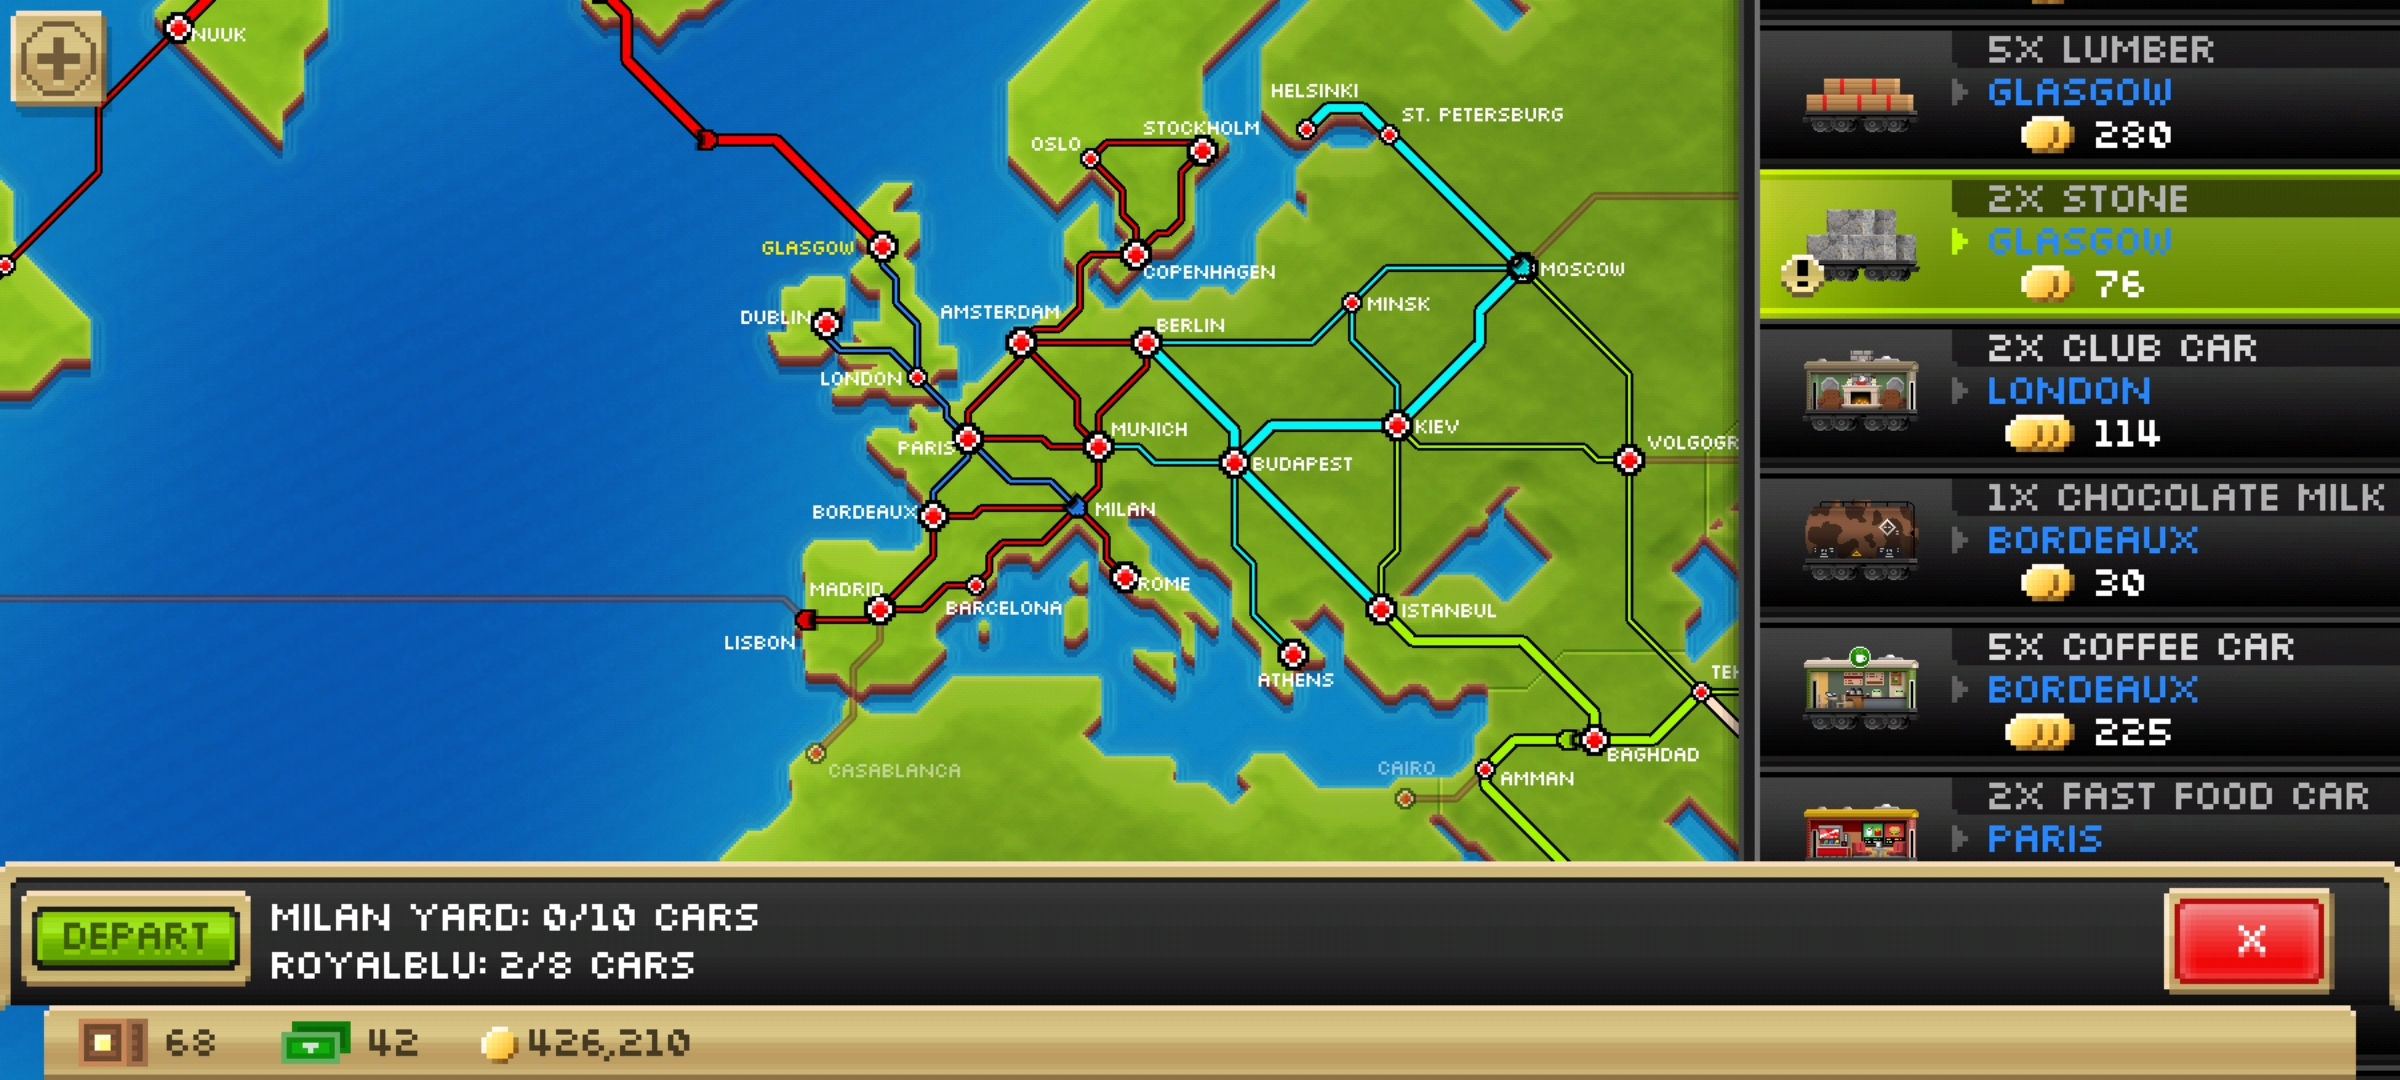 NUUK
HELSINKI
ST. PETERSBURG
STOCKHOLM
OSLO
GLASGOW
COPENHAGEN
MOSCOW
DUBLIN
AMSTERDAM
BERLIN
MINSK
LONDON
PARIS
MUNICH
KIEV
VOLGOGR
BUDAPEST
BORDEAUX
MILAN
MADRID
ROME
BARCELONA
ISTANBUL
LISBON
ATHENS
TEH
CASABLANCA
CAIRO
AMMAN
BAGHDAD
5X LUMBER
GLASGOW
280
2X STONE
GLASGOW
76
2X CLUB CAR
LONDON
114
1X CHOCOLATE MILK
BORDEAUX
30
5X COFFEE CAR
BORDEAUX
225
2X FAST FOOD CAR
PARIS
DEPART
MILAN YARD: 0/10 CARS
ROYALBLU: 2/8 CARS
X
68
42
426,210